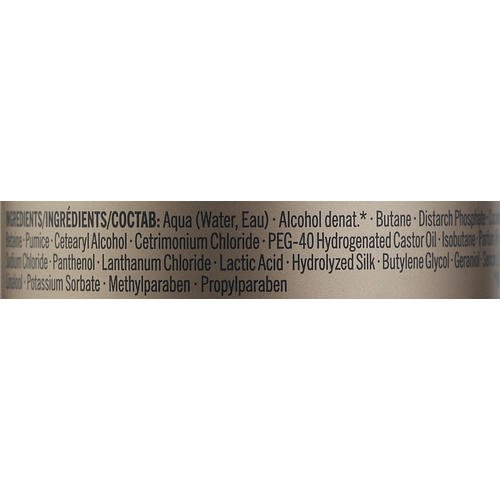 INGREDIENTS/INGRÉDIENTS/СОСТАВ: Aqua (Water, Eau) · Alcohol denat.* · Butane · Distarch Phosphate ·
· Pumice · Cetearyl Alcohol · Cetrimonium Chloride · PEG-40 Hydrogenated Castor Oil · Isobutane ·
Chloride · Panthenol · Lanthanum Chloride · Lactic Acid · Hydrolyzed Silk · Butylene Glycol · Geraniol ·
· Potassium Sorbate · Methylparaben · Propylparaben